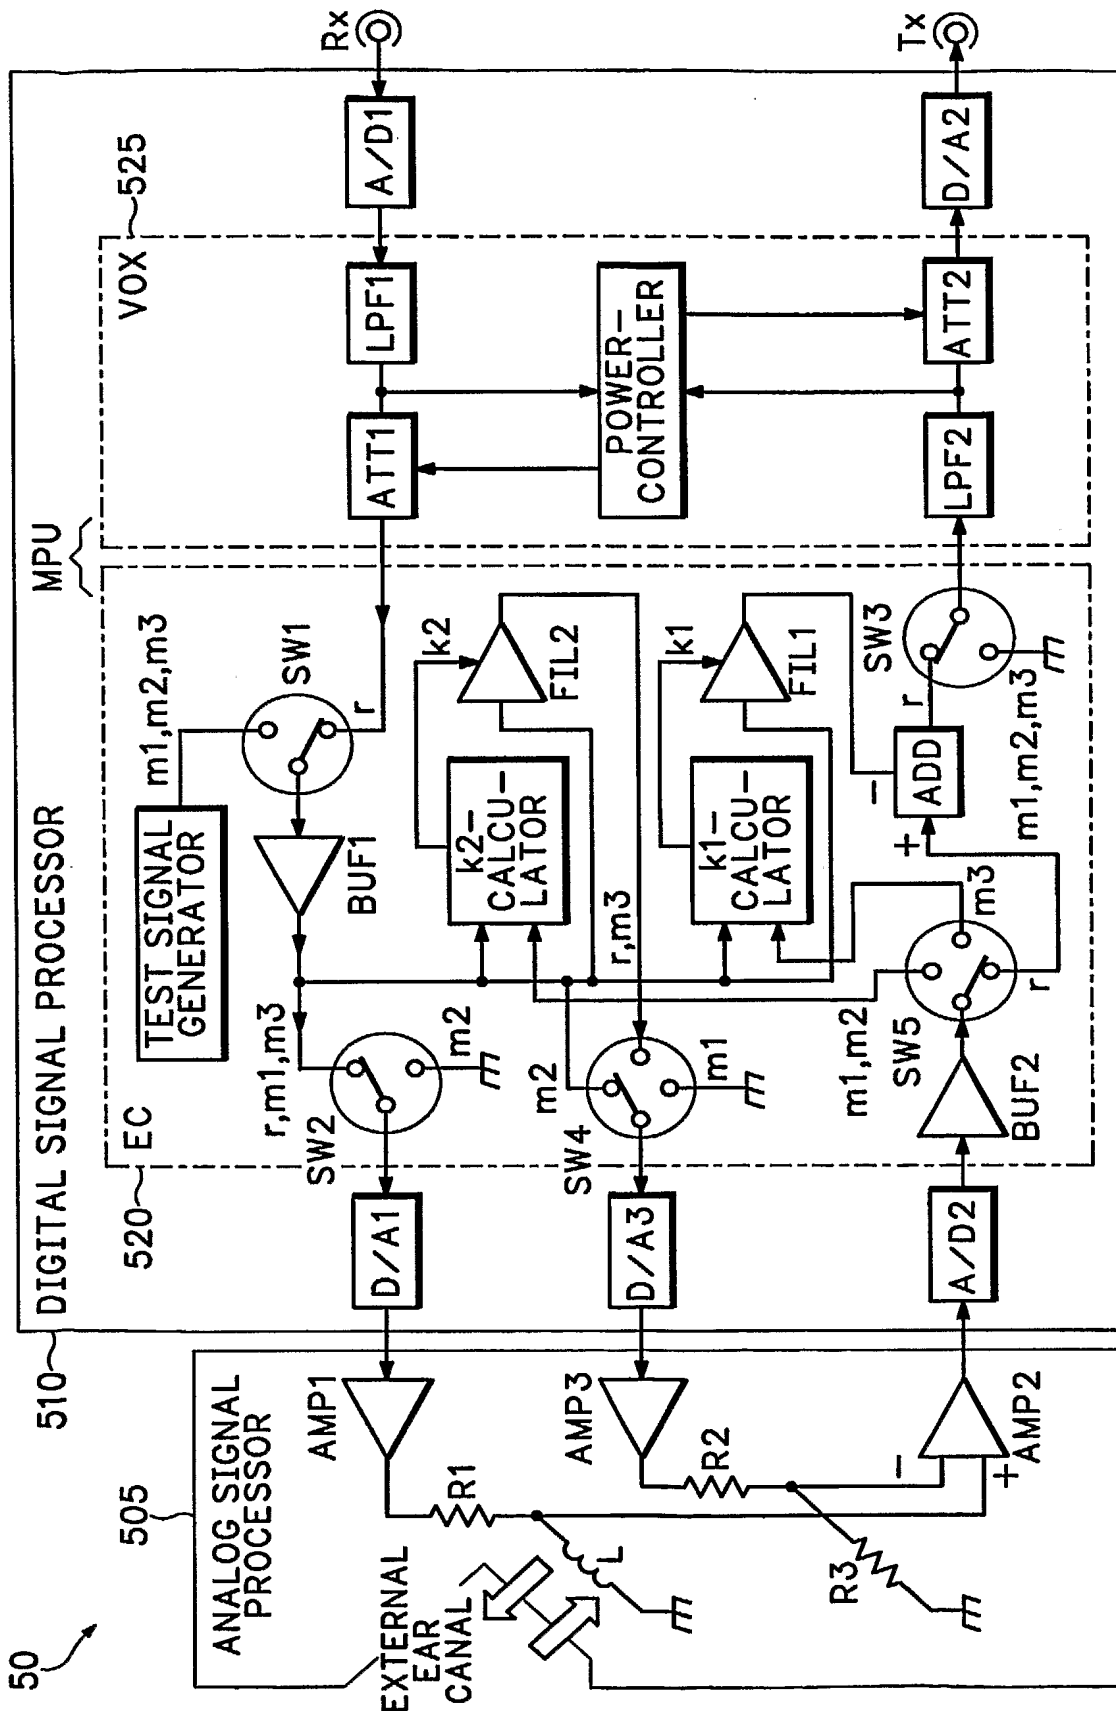 50
505
ANALOG SIGNAL
PROCESSOR
EXTERNAL
EAR
CANAL
AMP1
R1
L
AMP3
R2
R3
AMP2
−
+
510
DIGITAL SIGNAL PROCESSOR
MPU
520
EC
VOX
525
TEST SIGNAL
GENERATOR
m1,m2,m3
SW1
r
BUF1
r,m1,m3
SW2
m2
D/A1
ATT1
LPF1
A/D1
Rx
k2−
CALCU−
LATOR
k2
FIL2
r,m3
m2
SW4
m1
D/A3
POWER−
CONTROLLER
k1−
CALCU−
LATOR
k1
FIL1
m1,m2
SW5
m3
r
BUF2
A/D2
+
−
ADD
r
SW3
m1,m2,m3
LPF2
ATT2
D/A2
Tx